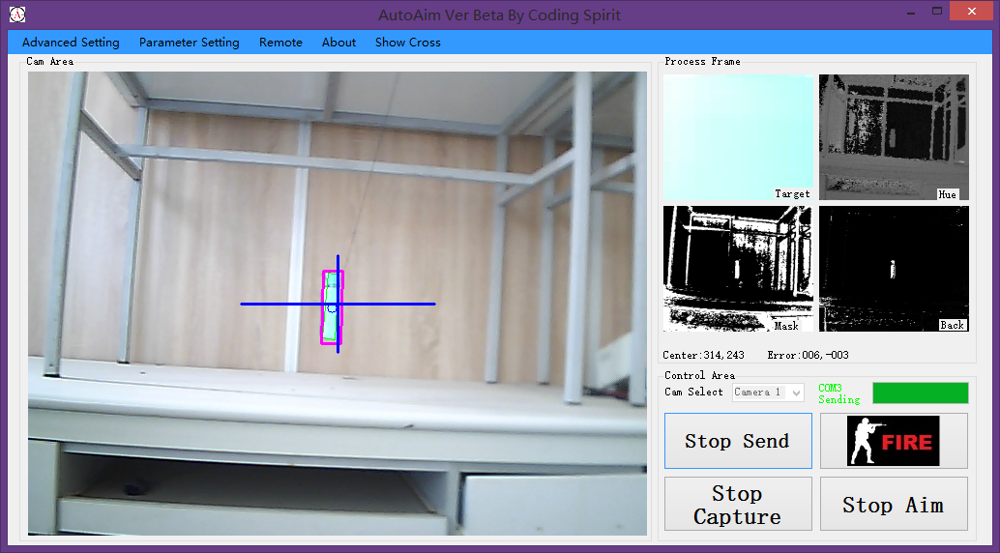 AutoAim Ver Beta By Coding Spirit
Advanced Setting Parameter Setting Remote About Show Cross
Cam Area
Process Frame
Target
Hue
Mask
Back
Center:314,243 Error:006,-003
Control Area
Cam Select Camera 1
COM3
Sending
Stop Send
FIRE
Stop
Capture
Stop Aim